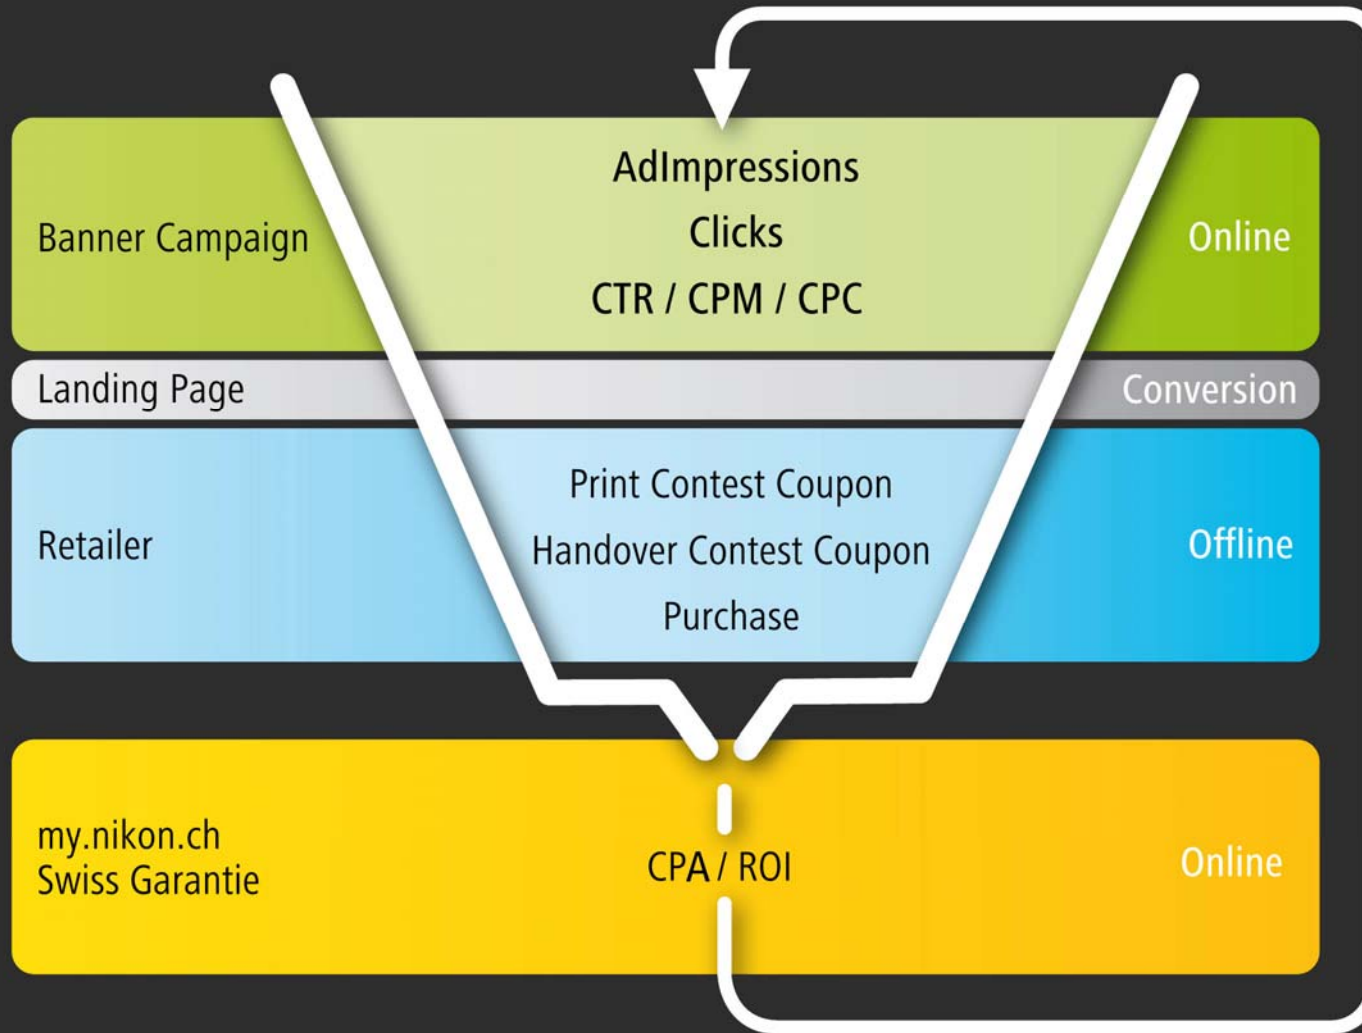 AdImpressions
Banner Campaign
Clicks
Online
CTR / CPM / CPC
Landing Page
Conversion
Print Contest Coupon
Retailer
Handover Contest Coupon
Offline
Purchase
my.nikon.ch
Swiss Garantie
CPA / ROI
Online